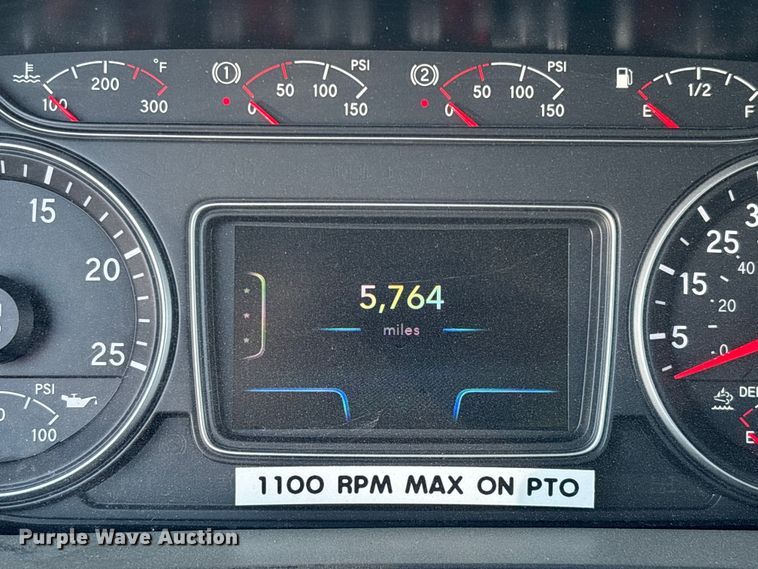 200 °F
100 300
1 50 100 PSI
0 150
2 50 100 PSI
0 150
1/2
E F
15
20
25
PSI
100
5,764
miles
25
15
5
40
20
0
E
1100 RPM MAX ON PTO
Purple Wave Auction